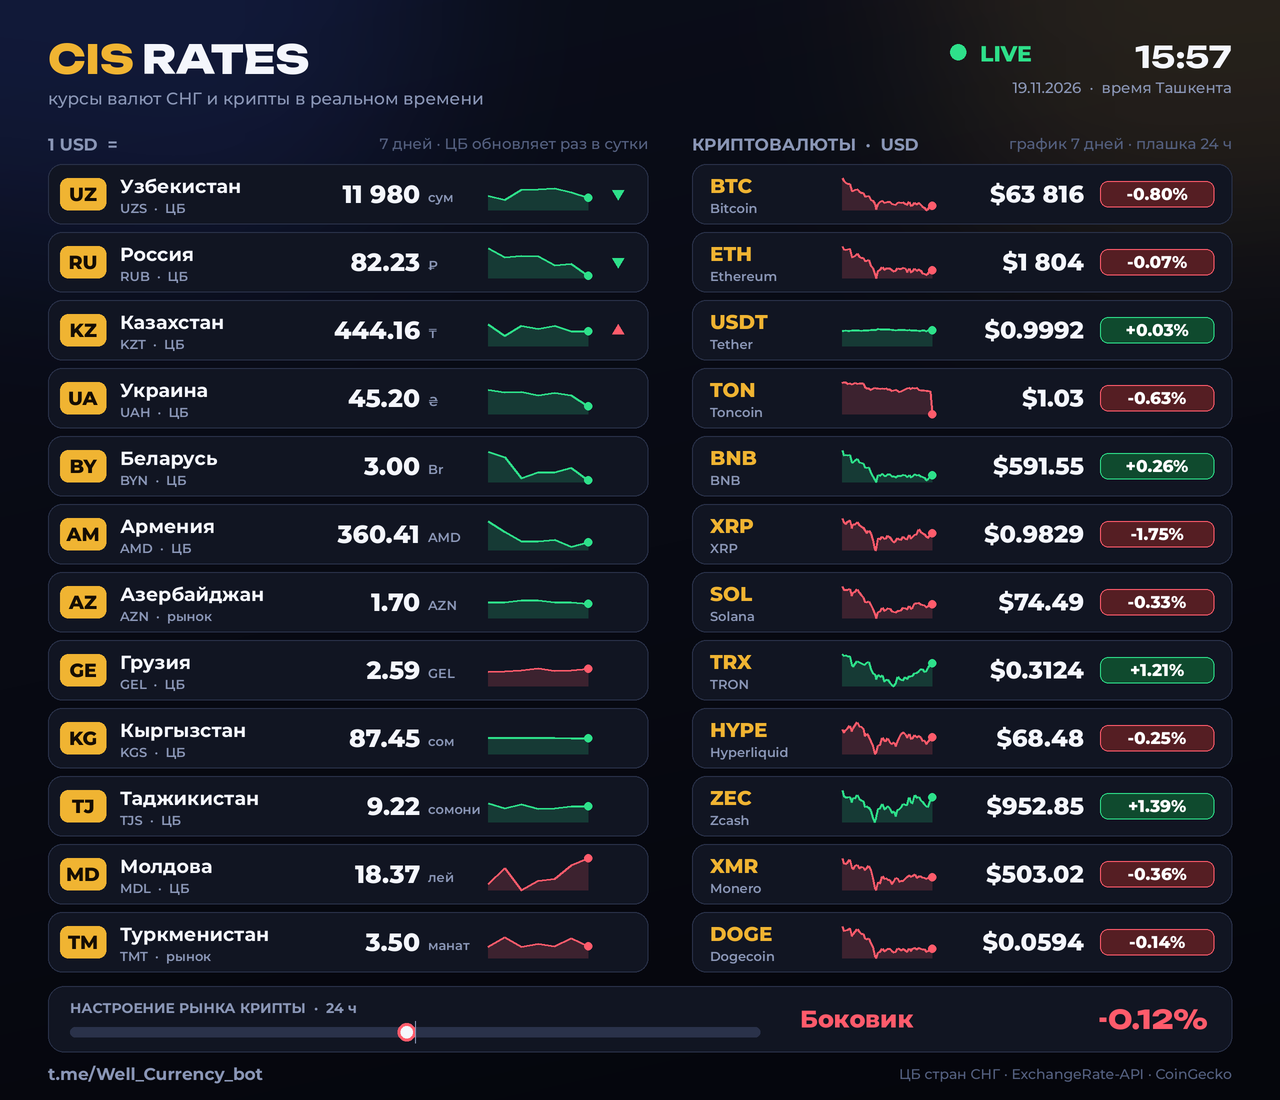 CIS RATES
курсы валют СНГ и крипты в реальном времени
LIVE
15:57
19.11.2026 · время Ташкента
1 USD =
7 дней · ЦБ обновляет раз в сутки
UZ Узбекистан 11 980 сум
UZS · ЦБ
RU Россия 82.23 ₽
RUB · ЦБ
KZ Казахстан 444.16 ₸
KZT · ЦБ
UA Украина 45.20 ₴
UAH · ЦБ
BY Беларусь 3.00 Br
BYN · ЦБ
AM Армения 360.41 AMD
AMD · ЦБ
AZ Азербайджан 1.70 AZN
AZN · рынок
GE Грузия 2.59 GEL
GEL · ЦБ
KG Кыргызстан 87.45 сом
KGS · ЦБ
TJ Таджикистан 9.22 сомони
TJS · ЦБ
MD Молдова 18.37 лей
MDL · ЦБ
TM Туркменистан 3.50 манат
TMT · рынок
КРИПТОВАЛЮТЫ · USD
график 7 дней · плашка 24 ч
BTC $63 816 -0.80%
Bitcoin
ETH $1 804 -0.07%
Ethereum
USDT $0.9992 +0.03%
Tether
TON $1.03 -0.63%
Toncoin
BNB $591.55 +0.26%
BNB
XRP $0.9829 -1.75%
XRP
SOL $74.49 -0.33%
Solana
TRX $0.3124 +1.21%
TRON
HYPE $68.48 -0.25%
Hyperliquid
ZEC $952.85 +1.39%
Zcash
XMR $503.02 -0.36%
Monero
DOGE $0.0594 -0.14%
Dogecoin
НАСТРОЕНИЕ РЫНКА КРИПТЫ · 24 ч
Боковик
-0.12%
t.me/Well_Currency_bot
ЦБ стран СНГ · ExchangeRate-API · CoinGecko